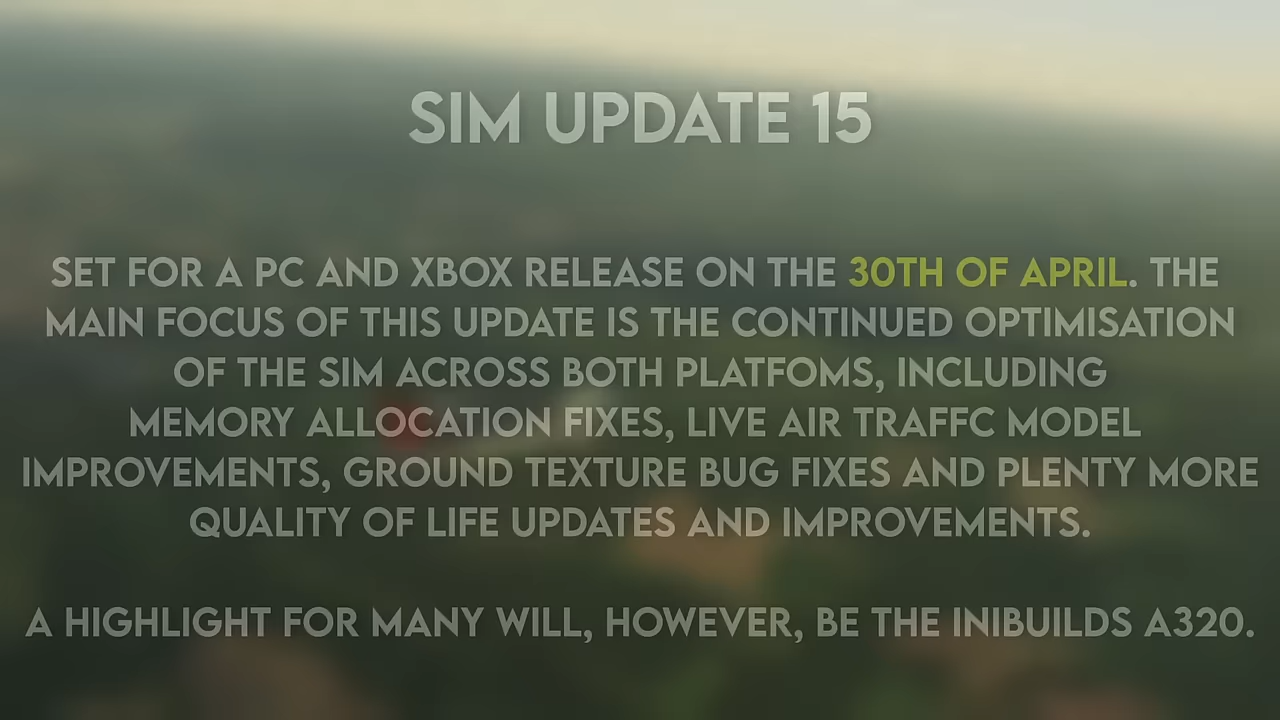 SIM UPDATE 15
SET FOR A PC AND XBOX RELEASE ON THE 30TH OF APRIL. THE
MAIN FOCUS OF THIS UPDATE IS THE CONTINUED OPTIMISATION
OF THE SIM ACROSS BOTH PLATFOMS, INCLUDING
MEMORY ALLOCATION FIXES, LIVE AIR TRAFFC MODEL
IMPROVEMENTS, GROUND TEXTURE BUG FIXES AND PLENTY MORE
QUALITY OF LIFE UPDATES AND IMPROVEMENTS.
A HIGHLIGHT FOR MANY WILL, HOWEVER, BE THE INIBUILDS A320.